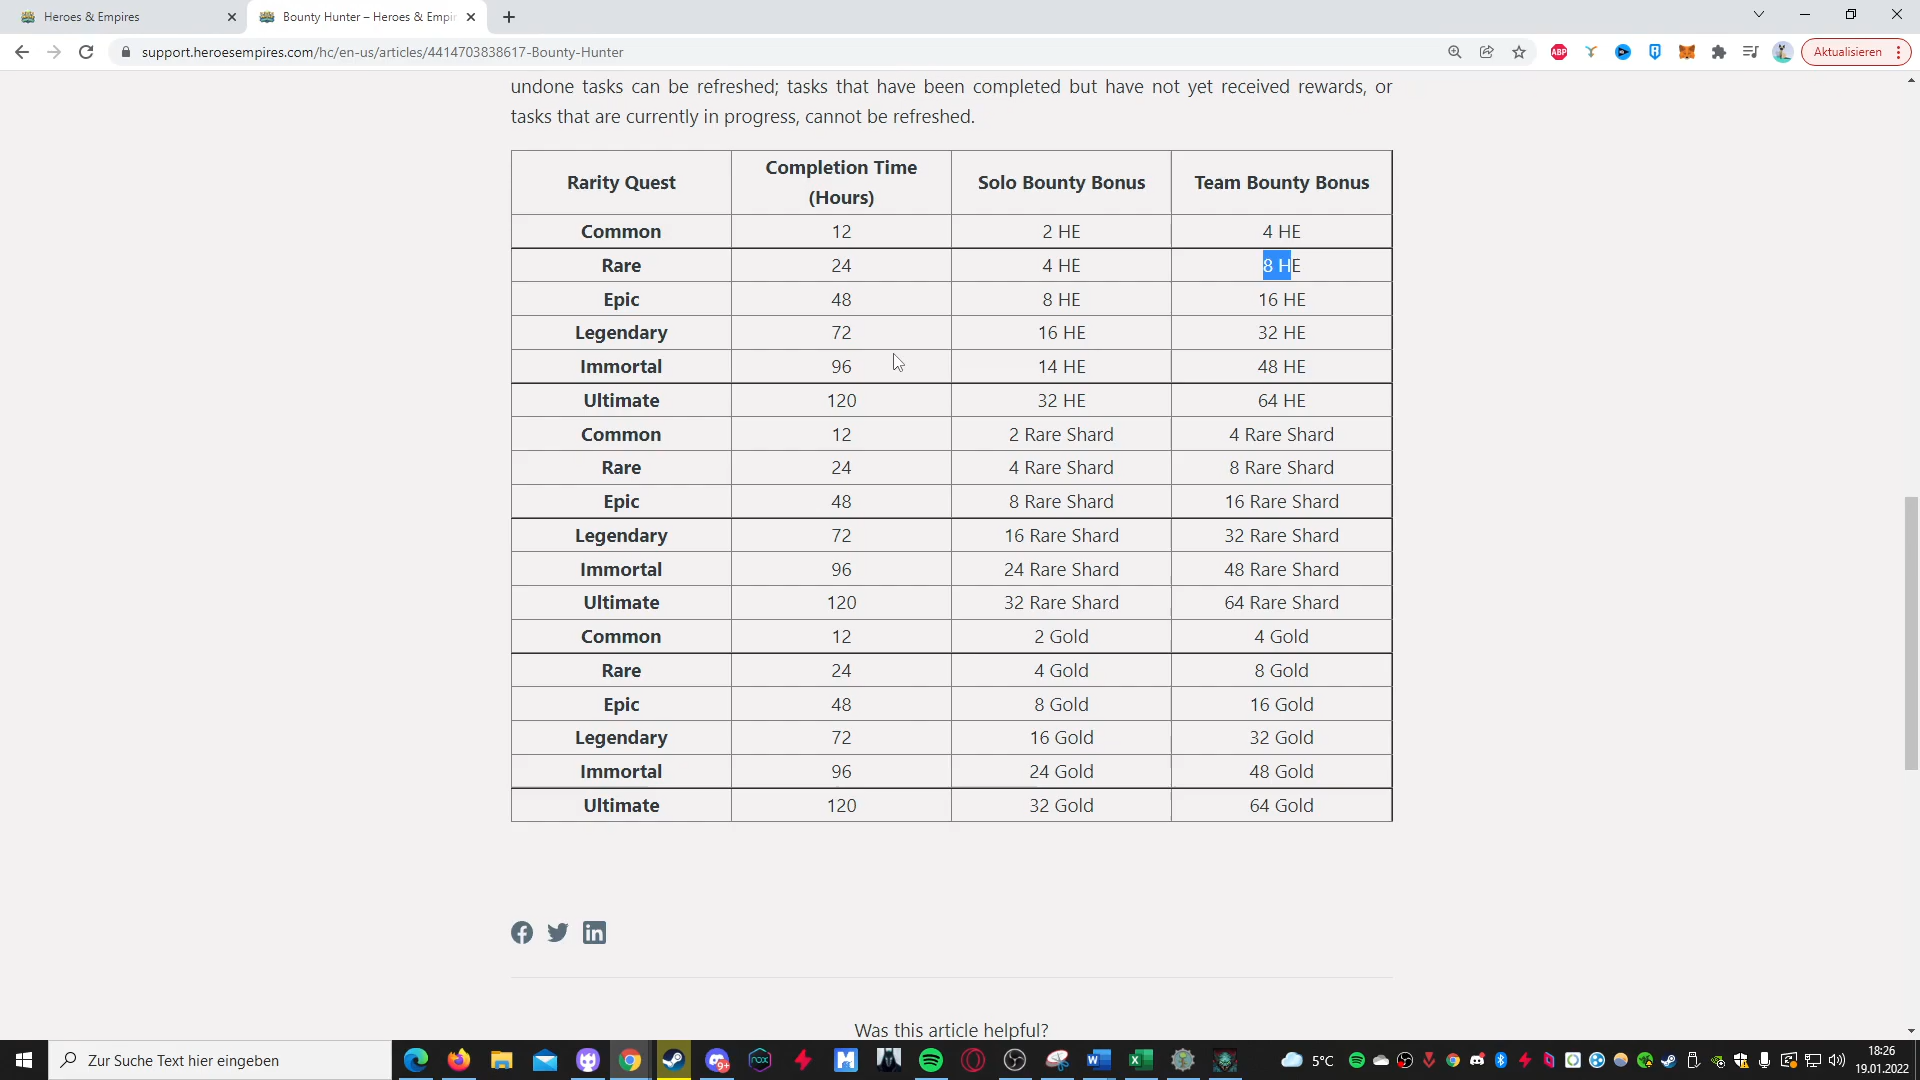 Heroes & Empires
Bounty Hunter – Heroes & Empir
support.heroesempires.com/hc/en-us/articles/4414703838617-Bounty-Hunter
ABP
Aktualisieren
undone tasks can be refreshed; tasks that have been completed but have not yet received rewards, or
tasks that are currently in progress, cannot be refreshed.
Rarity Quest Completion Time (Hours) Solo Bounty Bonus Team Bounty Bonus
Common 12 2 HE 4 HE
Rare 24 4 HE 8 HE
Epic 48 8 HE 16 HE
Legendary 72 16 HE 32 HE
Immortal 96 14 HE 48 HE
Ultimate 120 32 HE 64 HE
Common 12 2 Rare Shard 4 Rare Shard
Rare 24 4 Rare Shard 8 Rare Shard
Epic 48 8 Rare Shard 16 Rare Shard
Legendary 72 16 Rare Shard 32 Rare Shard
Immortal 96 24 Rare Shard 48 Rare Shard
Ultimate 120 32 Rare Shard 64 Rare Shard
Common 12 2 Gold 4 Gold
Rare 24 4 Gold 8 Gold
Epic 48 8 Gold 16 Gold
Legendary 72 16 Gold 32 Gold
Immortal 96 24 Gold 48 Gold
Ultimate 120 32 Gold 64 Gold
Was this article helpful?
Zur Suche Text hier eingeben
5°C
18:26
19.01.2022